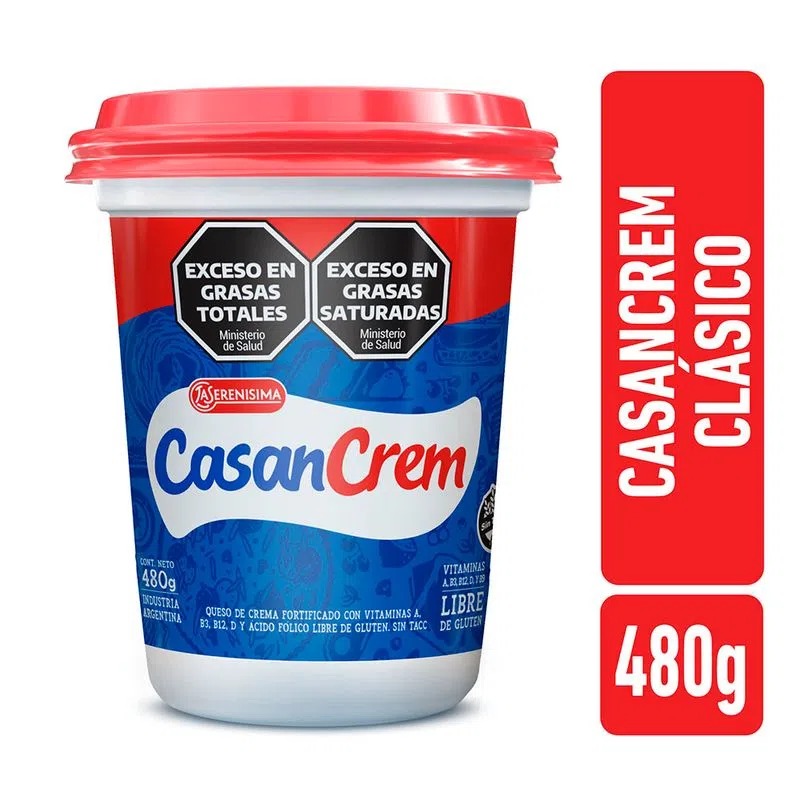 EXCESO EN
GRASAS
TOTALES
Ministerio
de Salud
EXCESO EN
GRASAS
SATURADAS
Ministerio
de Salud
LA SERENISIMA
CasanCrem
CONT. NETO
480g
INDUSTRIA
ARGENTINA
QUESO DE CREMA FORTIFICADO CON VITAMINAS A,
B3, B12, D Y ACIDO FOLICO LIBRE DE GLUTEN. SIN TACC
Sin
VITAMINAS
A, B3, B12, D, Y B9
LIBRE
DE GLUTEN
CASÁNCREM
CLÁSICO
480g